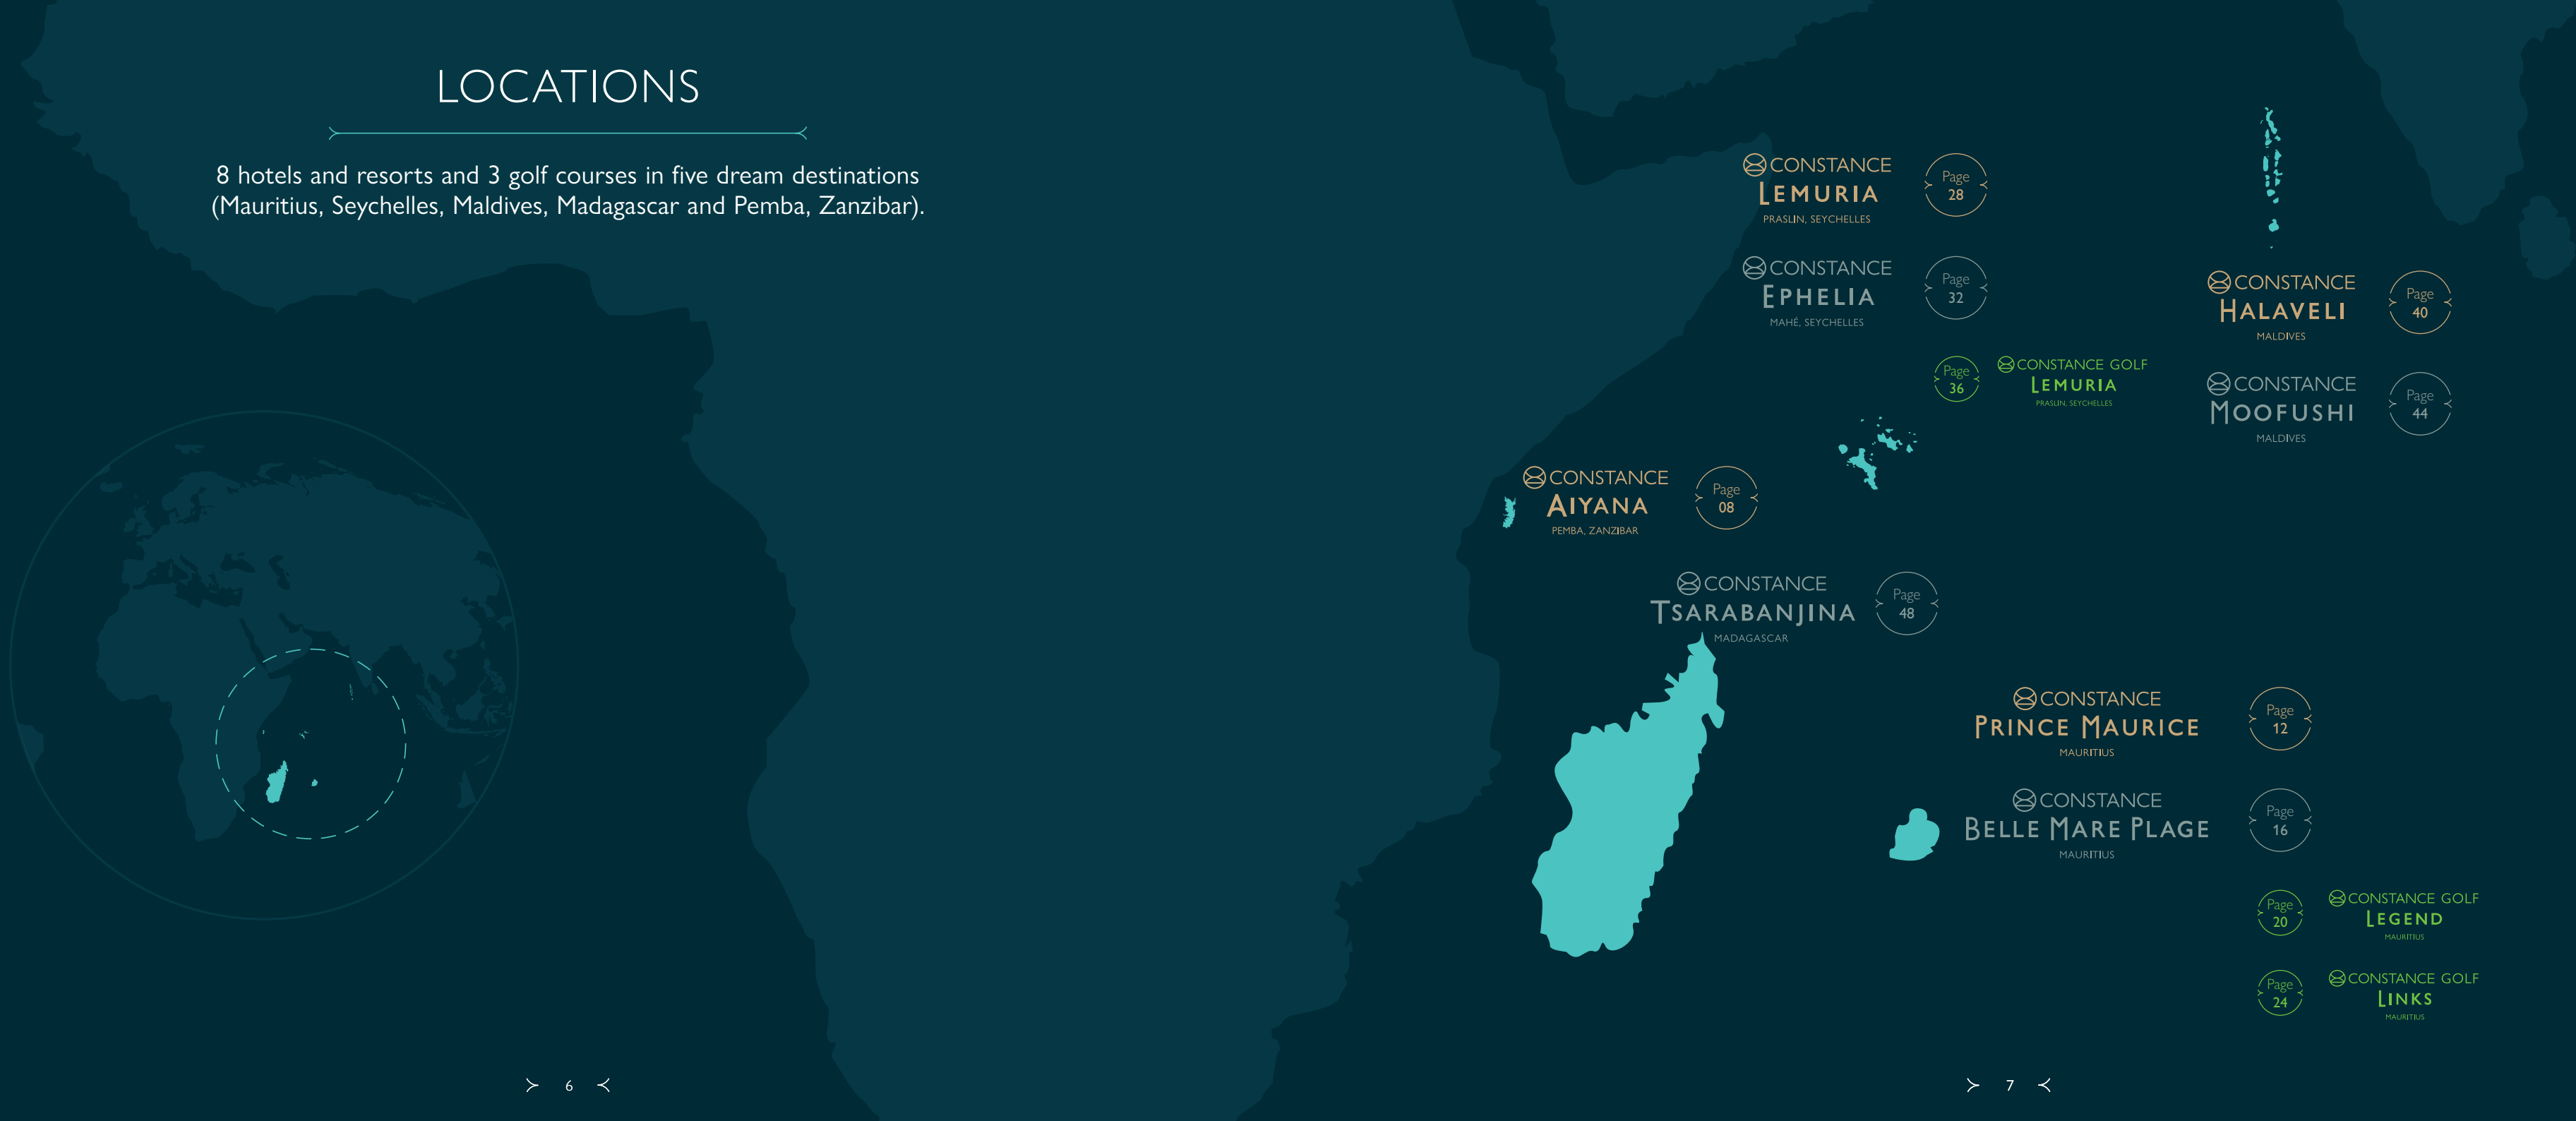 LOCATIONS
8 hotels and resorts and 3 golf courses in five dream destinations
(Mauritius, Seychelles, Maldives, Madagascar and Pemba, Zanzibar).
CONSTANCE
LEMURIA
PRASLIN, SEYCHELLES
Page
28
CONSTANCE
EPHELIA
MAHÉ, SEYCHELLES
Page
32
Page
36
CONSTANCE GOLF
LEMURIA
PRASLIN, SEYCHELLES
CONSTANCE
HALAVELI
MALDIVES
Page
40
CONSTANCE
MOOFUSHI
MALDIVES
Page
44
CONSTANCE
AIYANA
PEMBA, ZANZIBAR
Page
08
CONSTANCE
TSARABANJINA
MADAGASCAR
Page
48
CONSTANCE
PRINCE MAURICE
MAURITIUS
Page
12
CONSTANCE
BELLE MARE PLAGE
MAURITIUS
Page
16
Page
20
CONSTANCE GOLF
LEGEND
MAURITIUS
Page
24
CONSTANCE GOLF
LINKS
MAURITIUS
6
7